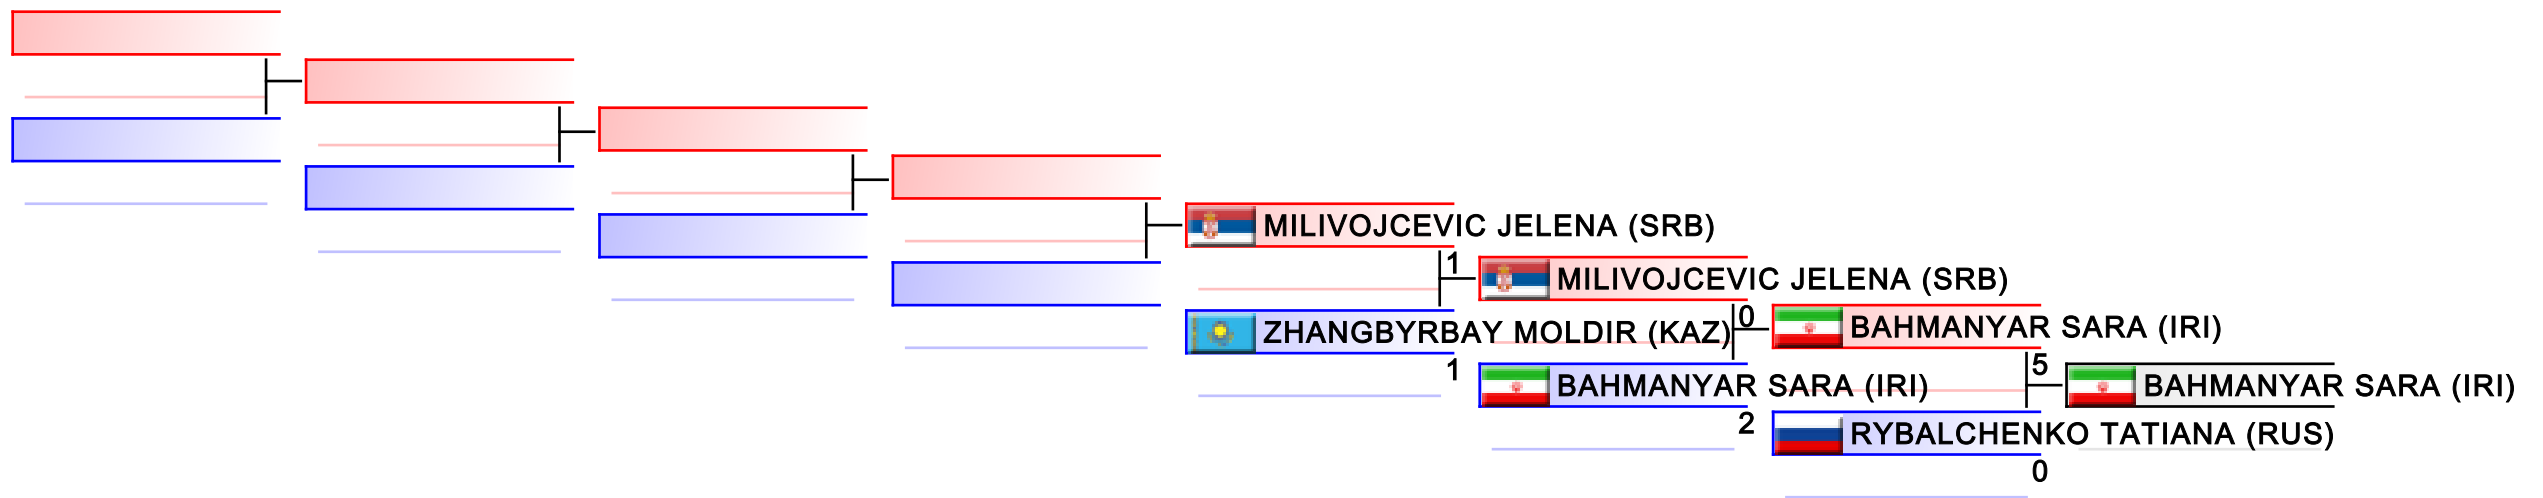 MILIVOJCEVIC JELENA (SRB)
1
MILIVOJCEVIC JELENA (SRB)
ZHANGBYRBAY MOLDIR (KAZ)
0
BAHMANYAR SARA (IRI)
1
BAHMANYAR SARA (IRI)
5
BAHMANYAR SARA (IRI)
2
RYBALCHENKO TATIANA (RUS)
0